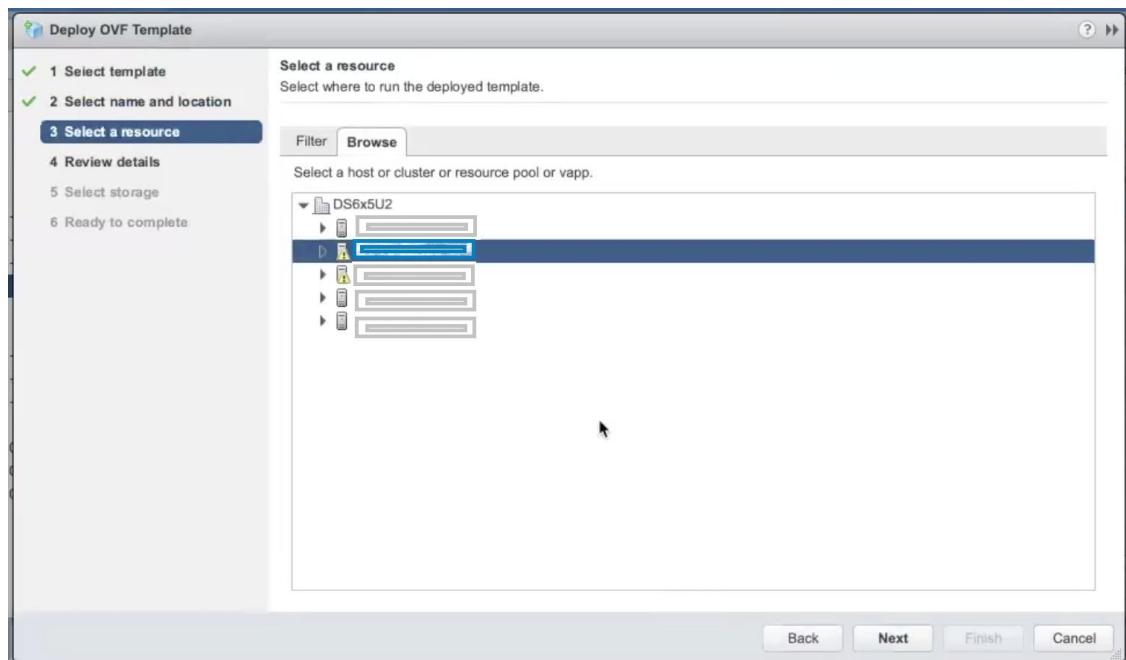 Deploy OVF Template
?
1 Select template
2 Select name and location
3 Select a resource
4 Review details
5 Select storage
6 Ready to complete
Select a resource
Select where to run the deployed template.
Filter Browse
Select a host or cluster or resource pool or vapp.
DS6x5U2
Back Next Finish Cancel